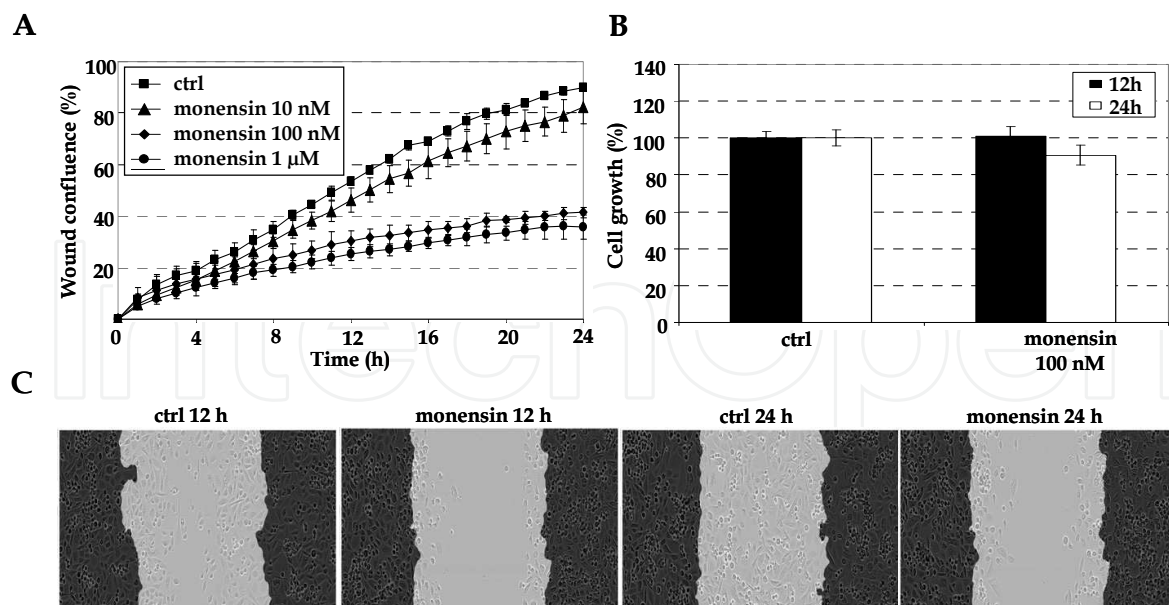 A
Wound confluence (%)
100
80
60
40
20
0
0 4 8 12 16 20 24
Time (h)
ctrl
monensin 10 nM
monensin 100 nM
monensin 1 μM
B
Cell growth (%)
140
120
100
80
60
40
20
0
12h
24h
ctrl
monensin
100 nM
IntechOpen
C
ctrl 12 h
monensin 12 h
ctrl 24 h
monensin 24 h